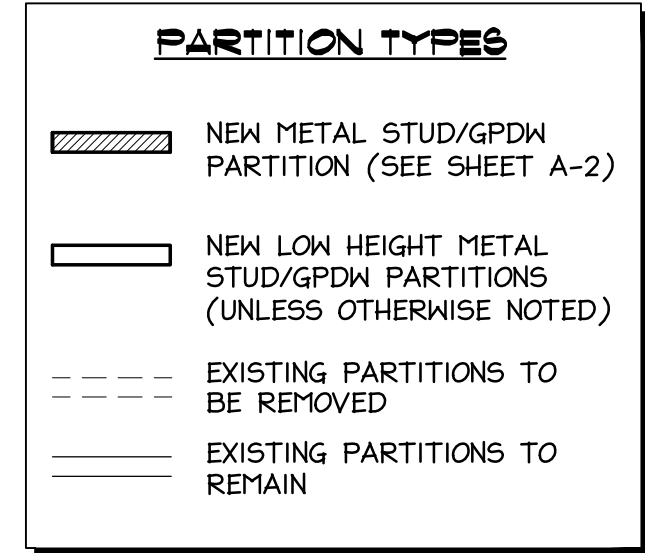 PARTITION TYPES
NEW METAL STUD/GPDW
PARTITION (SEE SHEET A-2)
NEW LOW HEIGHT METAL
STUD/GPDW PARTITIONS
(UNLESS OTHERWISE NOTED)
EXISTING PARTITIONS TO
BE REMOVED
EXISTING PARTITIONS TO
REMAIN